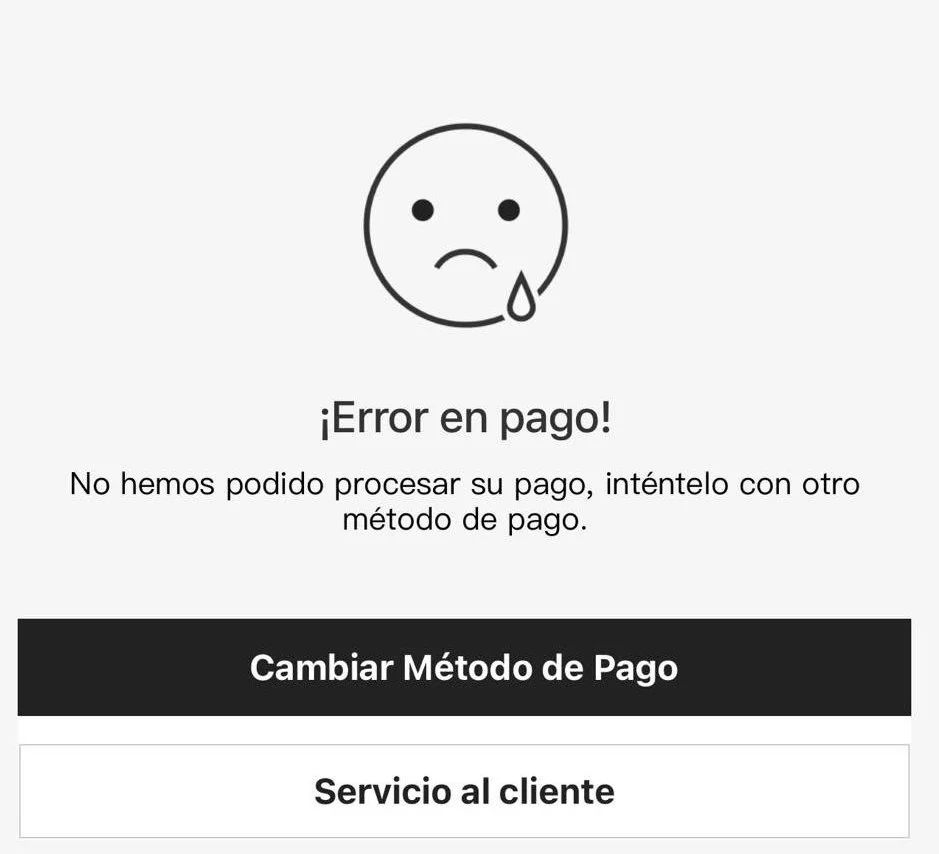 ¡Error en pago!
No hemos podido procesar su pago, inténtelo con otro
método de pago.
Cambiar Método de Pago
Servicio al cliente